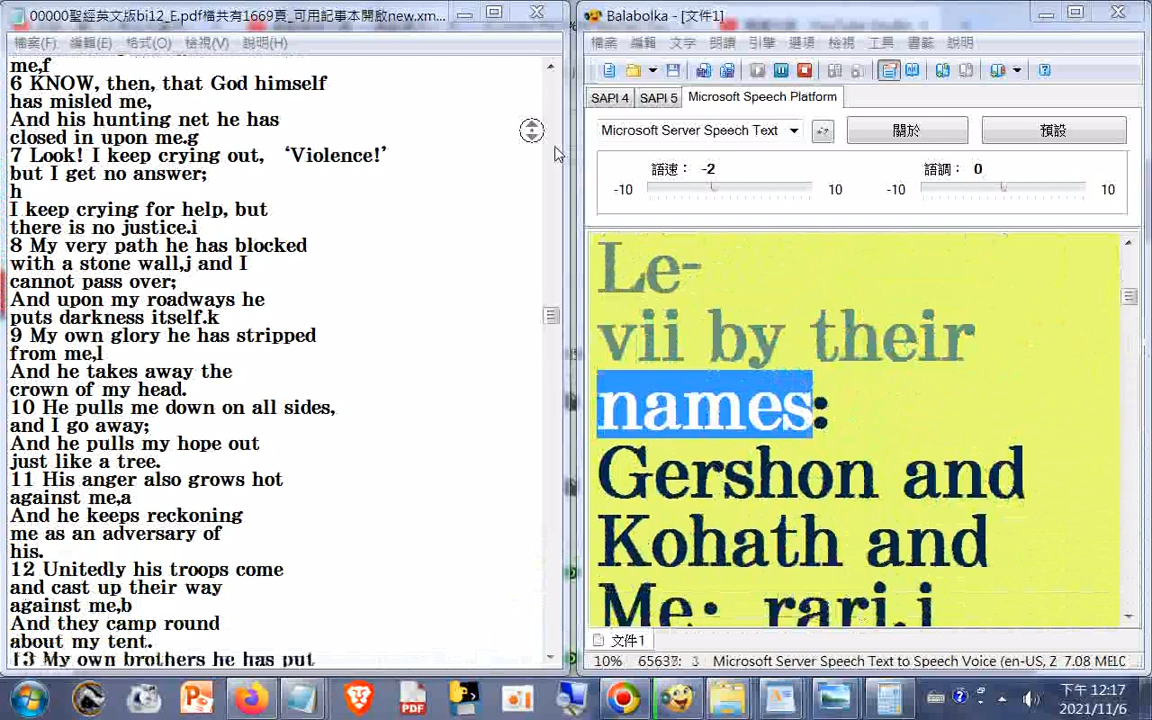 00000聖經英文版bi12_E.pdf檔共有1669頁_可用記事本開啟new.xm...
檔案(F) 編輯(E) 格式(O) 檢視(V) 說明(H)
me,f
6 KNOW, then, that God himself
has misled me,
And his hunting net he has
closed in upon me.g
7 Look! I keep crying out, ‘Violence!’
but I get no answer;
h
I keep crying for help, but
there is no justice.i
8 My very path he has blocked
with a stone wall,j and I
cannot pass over;
And upon my roadways he
puts darkness itself.k
9 My own glory he has stripped
from me,l
And he takes away the
crown of my head.
10 He pulls me down on all sides,
and I go away;
And he pulls my hope out
just like a tree.
11 His anger also grows hot
against me,a
And he keeps reckoning
me as an adversary of
his.
12 Unitedly his troops come
and cast up their way
against me,b
And they camp round
about my tent.
13 My own brothers he has put
Balabolka - [文件1]
檔案 編輯 文字 朗讀 引擎 選項 檢視 工具 書籤 說明
SAPI 4 SAPI 5 Microsoft Speech Platform
Microsoft Server Speech Text 關於 預設
語速: -2 語調: 0
-10 10 -10 10
Le-
vii by their
names:
Gershon and
Kohath and
Me· rari.j
文件1
10% 65637: 3 Microsoft Server Speech Text to Speech Voice (en-US, Z 7.08 MELC
下午 12:17
2021/11/6